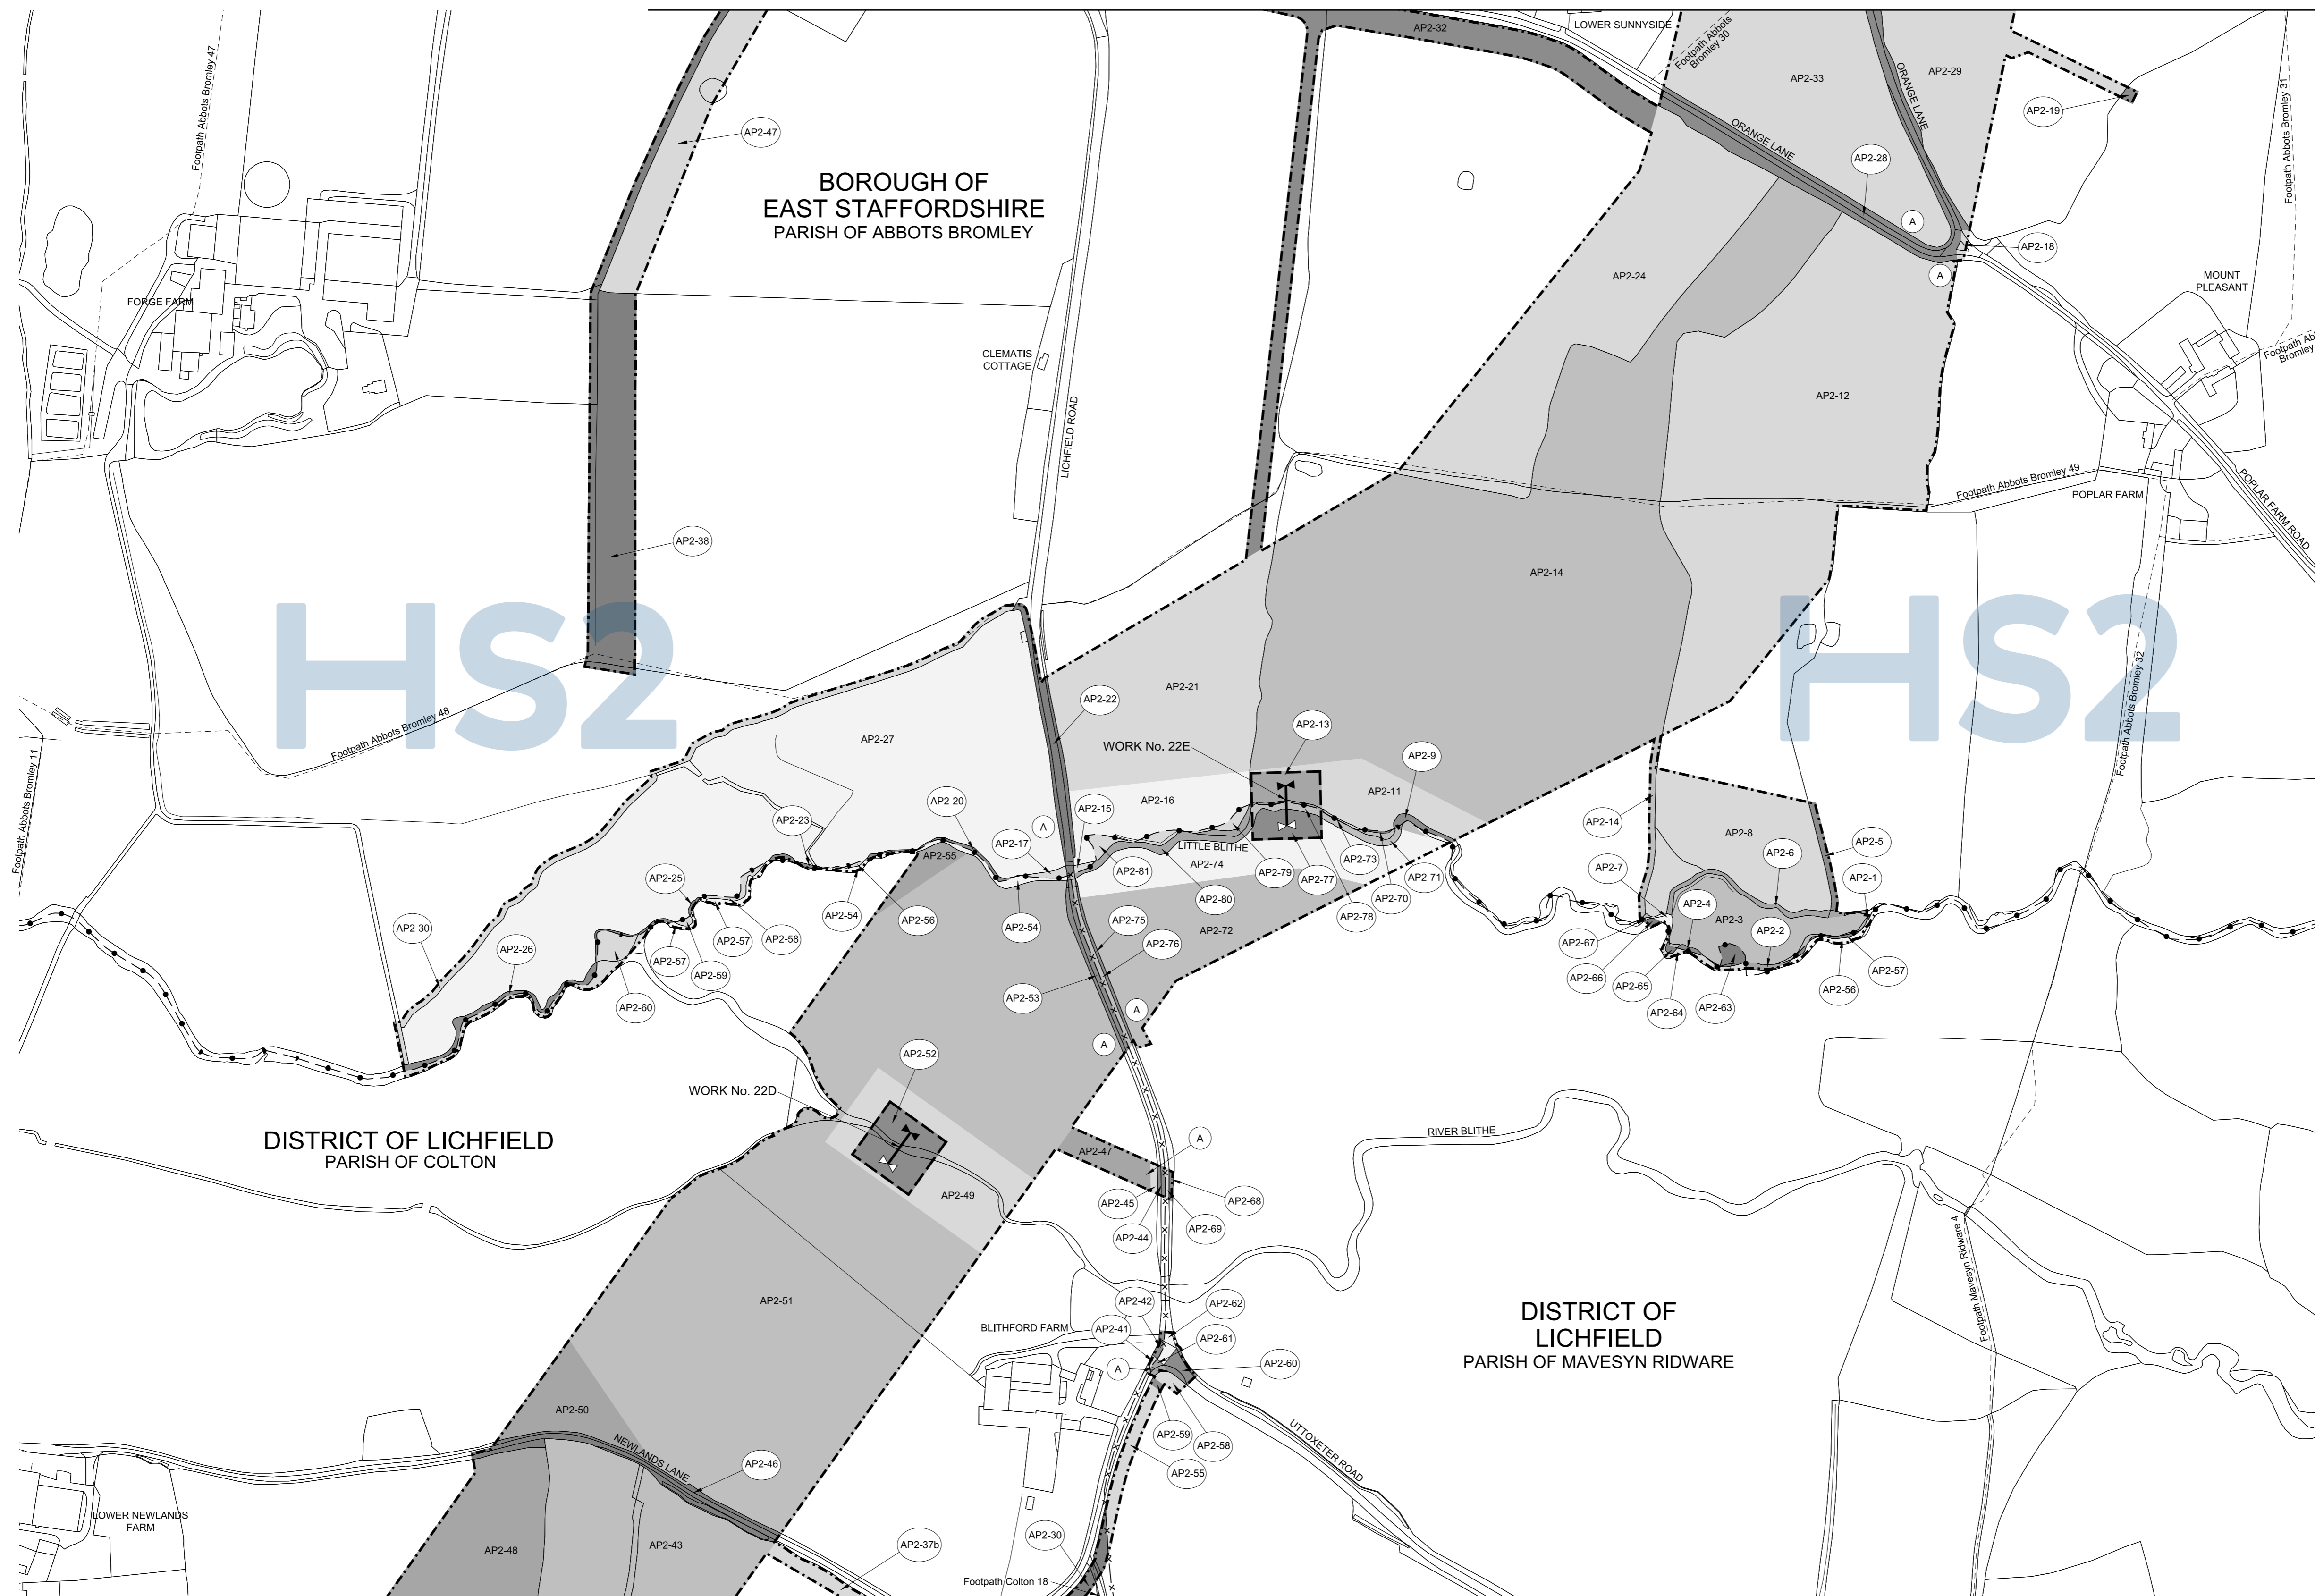 AP2-32
LOWER SUNNYSIDE
Footpath Abbots
Bromley 30
Footpath Abbots Bromley 47
AP2-33
AP2-29
ORANGE LANE
AP2-19
Footpath Abbots Bromley 31
AP2-47
ORANGE LANE
AP2-28
BOROUGH OF
EAST STAFFORDSHIRE
PARISH OF ABBOTS BROMLEY
A
AP2-18
A
AP2-24
MOUNT
PLEASANT
FORGE FARM
CLEMATIS
COTTAGE
Footpath Ab
Bromley
AP2-12
LICHFIELD ROAD
Footpath Abbots Bromley 49
POPLAR FARM
POPLAR FARM ROAD
AP2-38
AP2-14
HS2
HS2
Footpath Abbots Bromley 48
Footpath Abbots Bromley 11
Footpath Abbots Bromley 32
AP2-21
AP2-22
AP2-27
AP2-13
WORK No. 22E
AP2-9
AP2-11
AP2-16
AP2-15
AP2-20
AP2-23
A
AP2-17
AP2-14
AP2-8
AP2-5
AP2-6
AP2-7
AP2-1
AP2-4
AP2-3
AP2-2
AP2-55
LITTLE BLITHE
AP2-74
AP2-81
AP2-79
AP2-77
AP2-73
AP2-71
AP2-70
AP2-80
AP2-78
AP2-25
AP2-54
AP2-56
AP2-54
AP2-75
AP2-72
AP2-76
AP2-30
AP2-26
AP2-57
AP2-58
AP2-57
AP2-59
AP2-60
AP2-53
A
A
AP2-67
AP2-66
AP2-65
AP2-64
AP2-63
AP2-56
AP2-57
AP2-52
WORK No. 22D
DISTRICT OF LICHFIELD
PARISH OF COLTON
RIVER BLITHE
A
AP2-47
AP2-49
AP2-45
AP2-68
AP2-44
AP2-69
Footpath Mavesyn Ridware 4
AP2-51
AP2-42
AP2-62
BLITHFORD FARM
AP2-41
AP2-61
A
AP2-60
DISTRICT OF
LICHFIELD
PARISH OF MAVESYN RIDWARE
AP2-50
AP2-59
AP2-58
AP2-55
UTTOXETER ROAD
NEWLANDS LANE
AP2-46
LOWER NEWLANDS
FARM
AP2-48
AP2-43
AP2-37b
AP2-30
Footpath Colton 18